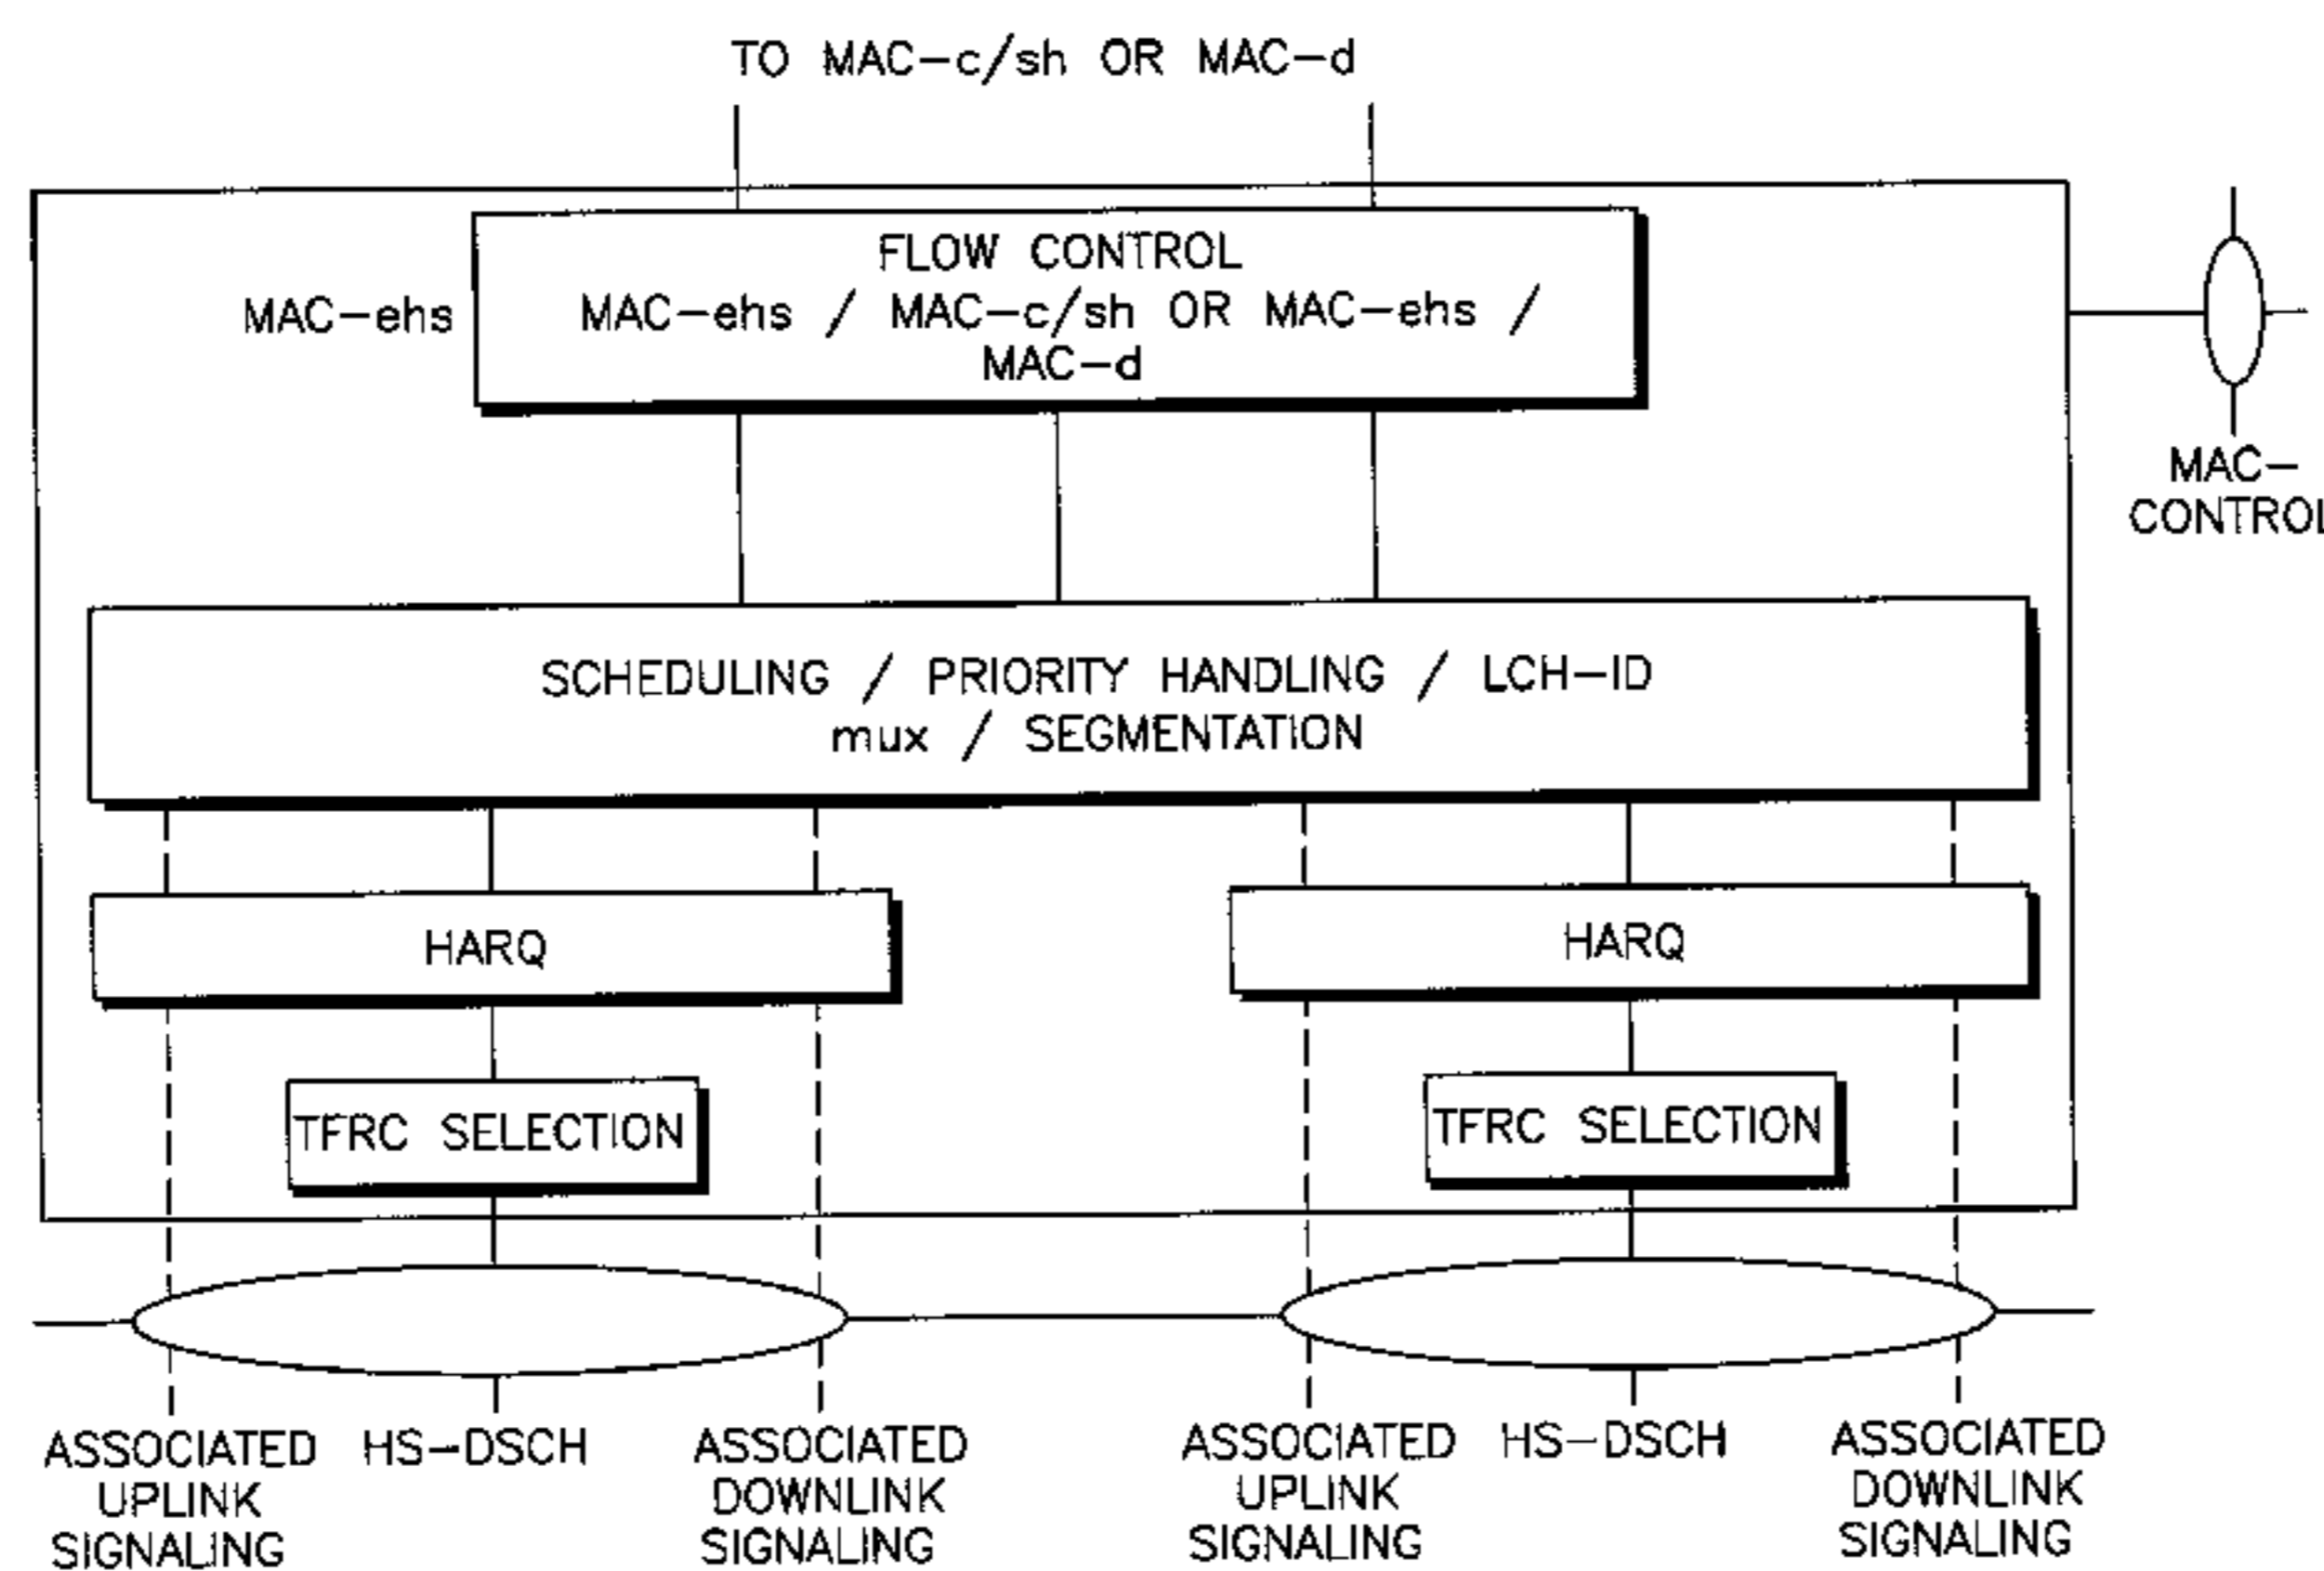 TO MAC-c/sh OR MAC-d
FLOW CONTROL
MAC-ehs
MAC-ehs / MAC-c/sh OR MAC-ehs /
MAC-d
MAC-
CONTROL
SCHEDULING / PRIORITY HANDLING / LCH-ID
mux / SEGMENTATION
HARQ
HARQ
TFRC SELECTION
TFRC SELECTION
ASSOCIATED
UPLINK
SIGNALING
HS-DSCH
ASSOCIATED
DOWNLINK
SIGNALING
ASSOCIATED
UPLINK
SIGNALING
HS-DSCH
ASSOCIATED
DOWNLINK
SIGNALING